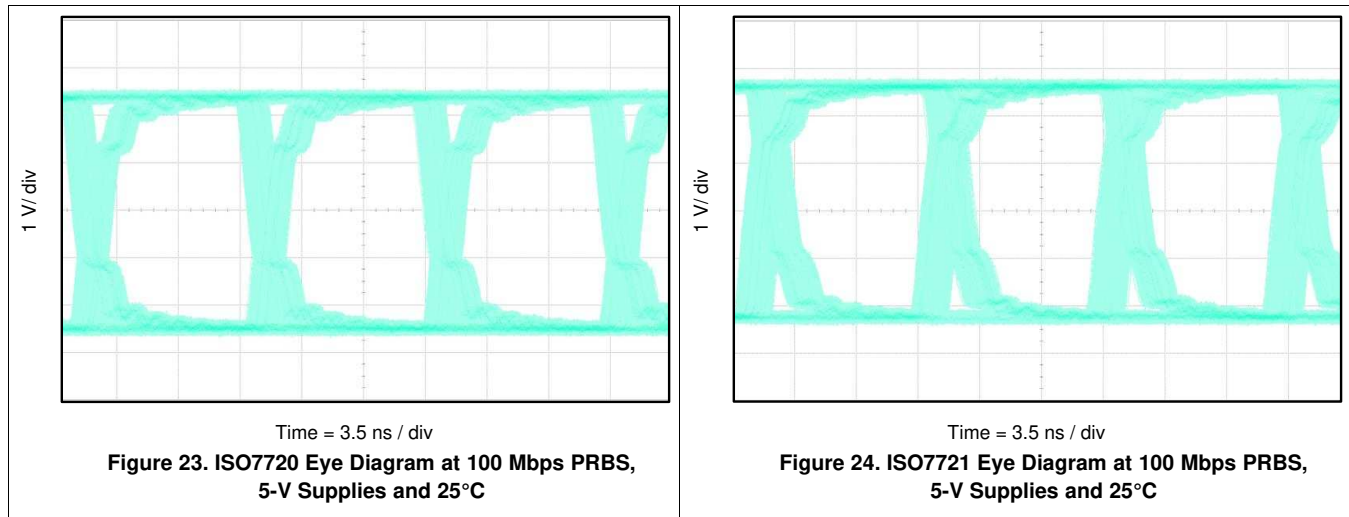 1 V/ div
Time = 3.5 ns / div
Figure 23. ISO7720 Eye Diagram at 100 Mbps PRBS,
5-V Supplies and 25°C
1 V/ div
Time = 3.5 ns / div
Figure 24. ISO7721 Eye Diagram at 100 Mbps PRBS,
5-V Supplies and 25°C